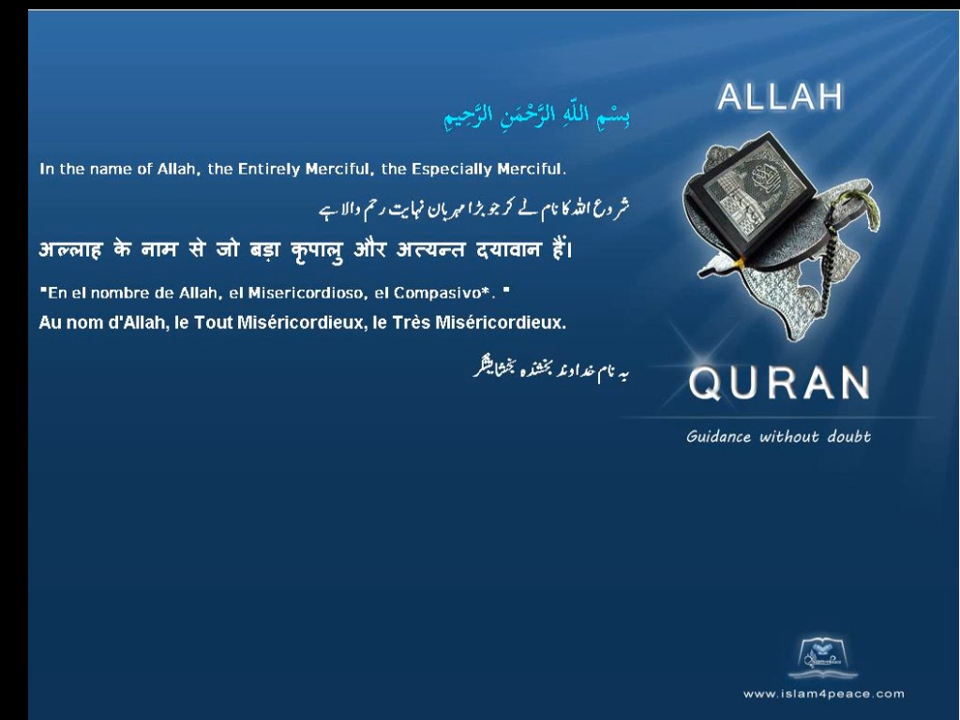 بِسْمِ اللّهِ الرَّحْمَنِ الرَّحِيمِ
In the name of Allah, the Entirely Merciful, the Especially Merciful.
شروع اللہ کا نام لے کر جو بڑا مہربان نہایت رحم والا ہے
अल्लाह के नाम से जो बड़ा कृपालु और अत्यन्त दयावान हैं।
"En el nombre de Allah, el Misericordioso, el Compasivo*. "
Au nom d'Allah, le Tout Miséricordieux, le Très Miséricordieux.
به نام خداوند بخشنده بخشایشگر
ALLAH
QURAN
Guidance without doubt
www.islam4peace.com